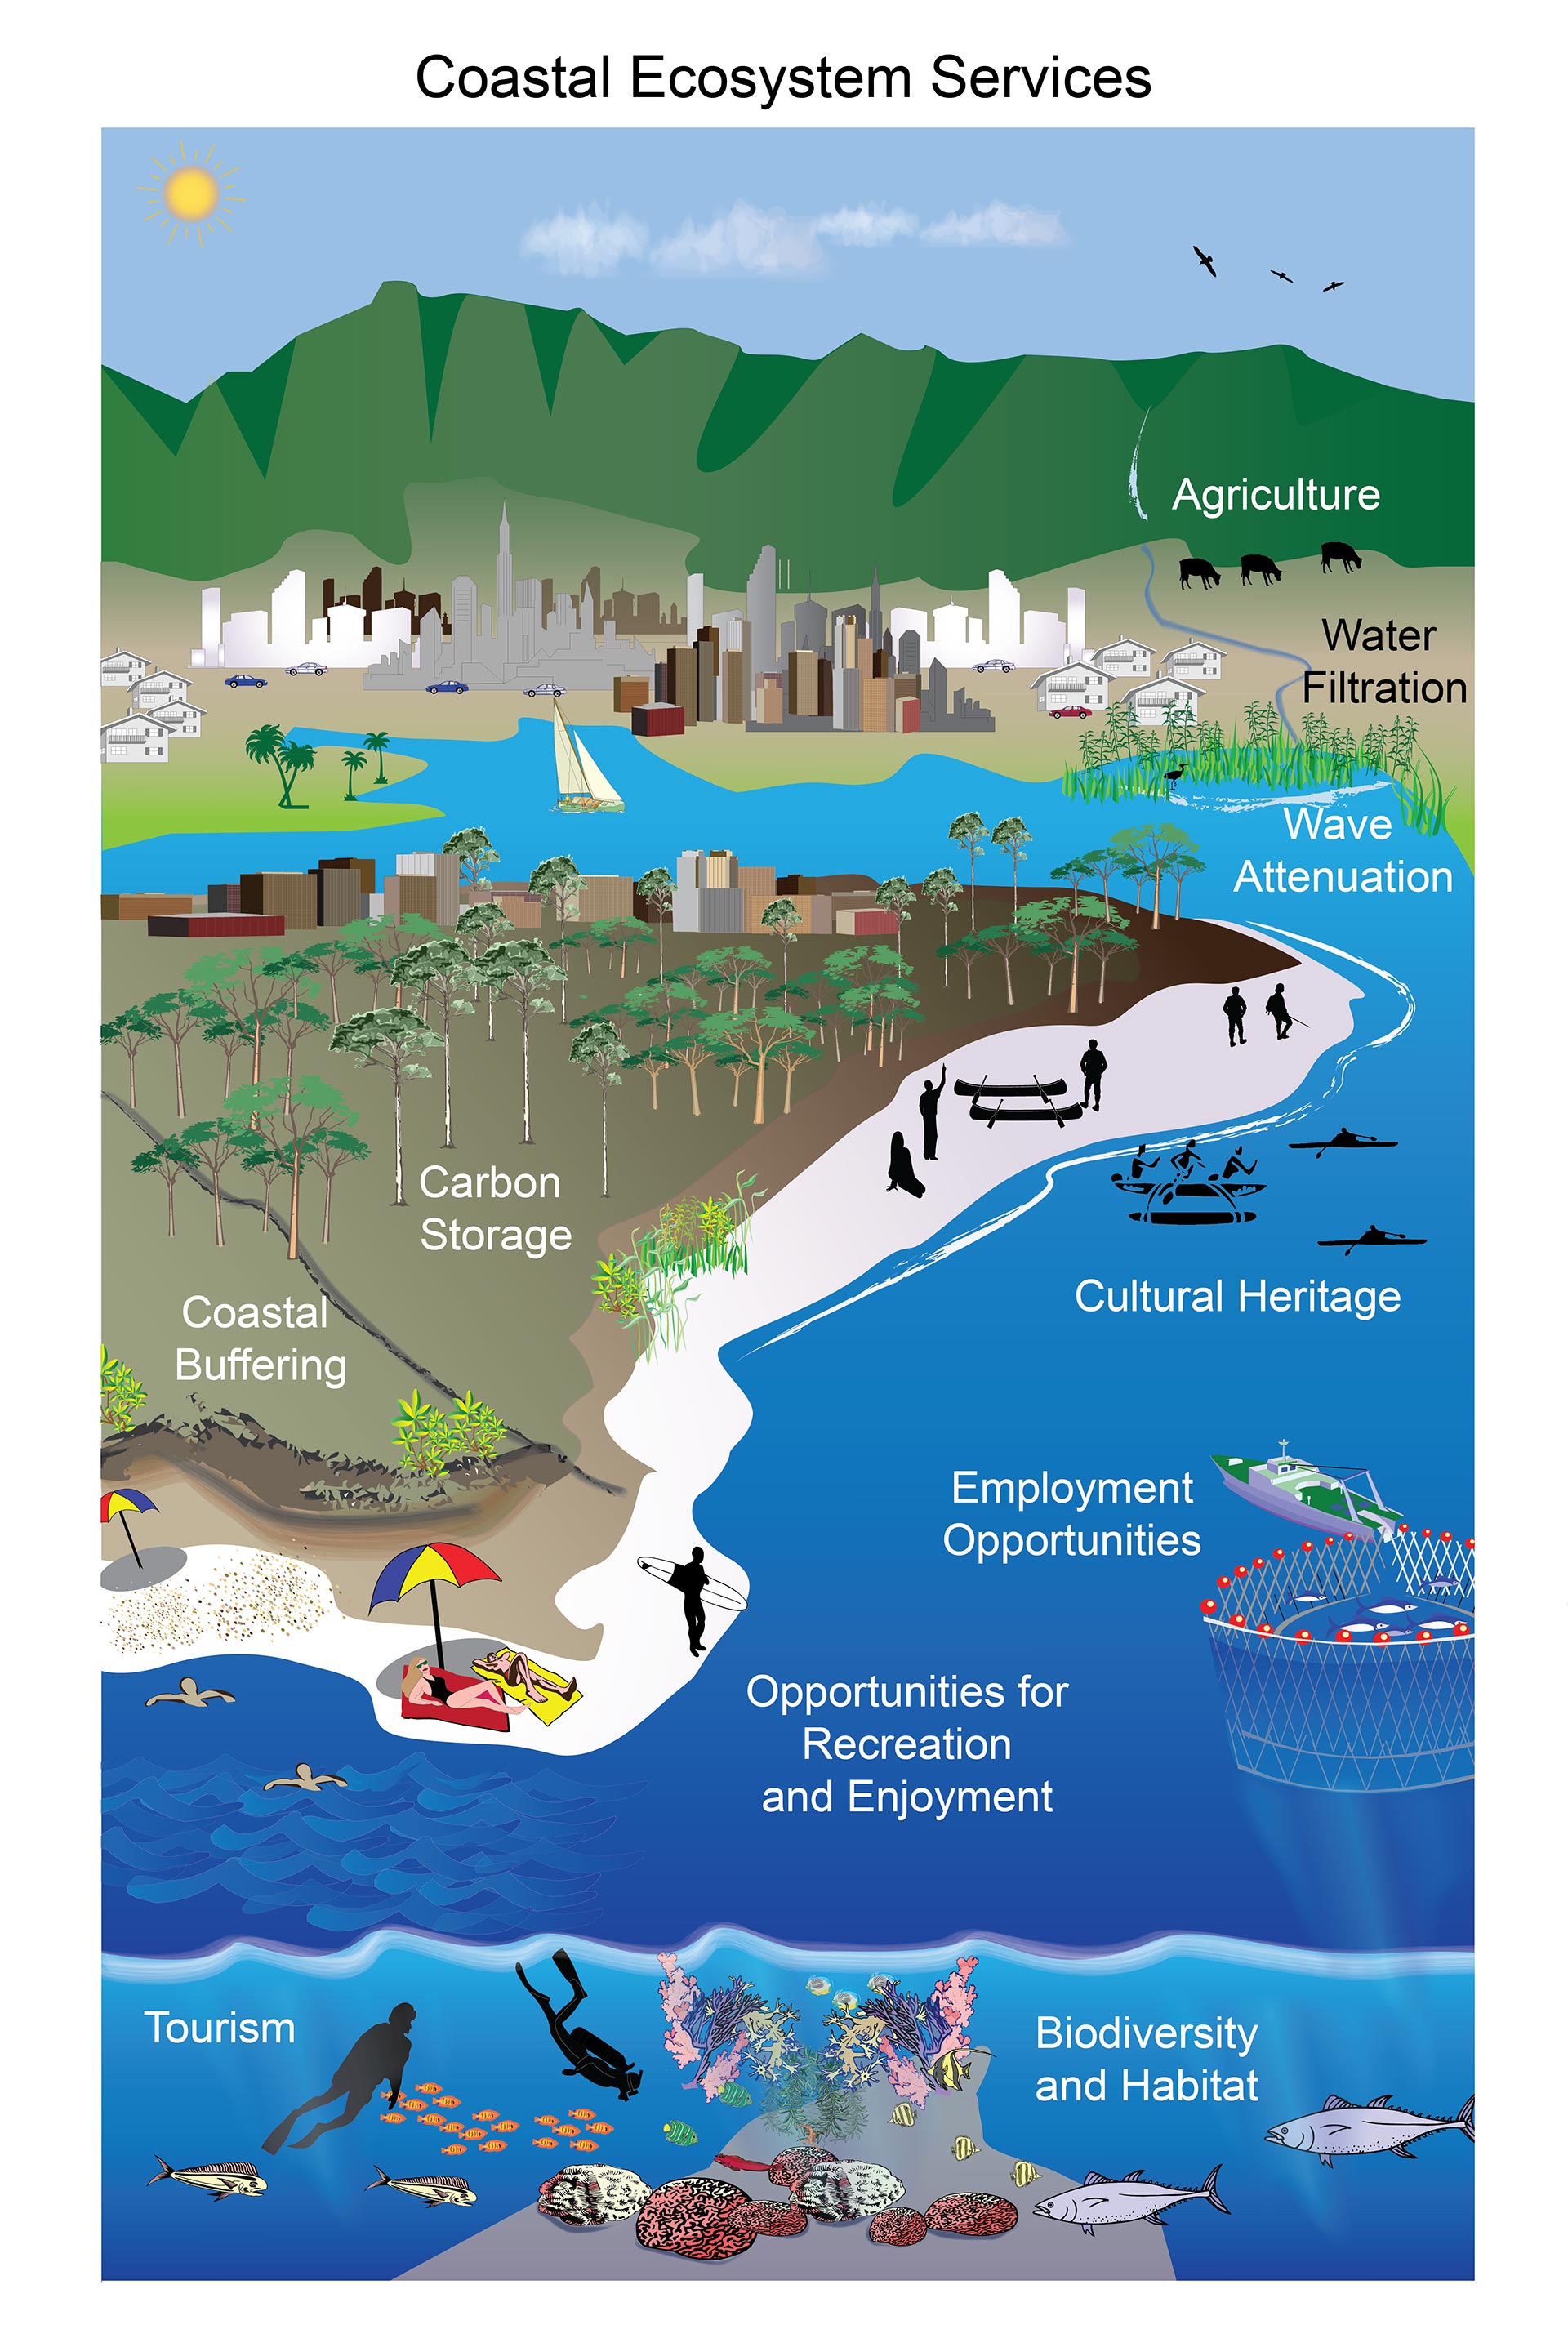 Coastal Ecosystem Services
Agriculture
Water
Filtration
Wave
Attenuation
Carbon
Storage
Cultural Heritage
Coastal
Buffering
Employment
Opportunities
Opportunities for
Recreation
and Enjoyment
Tourism
Biodiversity
and Habitat